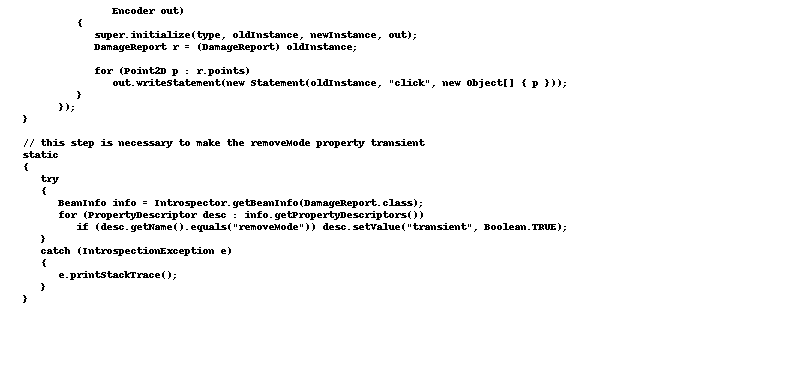 Encoder out)
{
super.initialize(type, oldInstance, newInstance, out);
DamageReport r = (DamageReport) oldInstance;
for (Point2D p : r.points)
out.writeStatement(new Statement(oldInstance, "click", new Object[] { p }));
}
});
}
// this step is necessary to make the removeMode property transient
static
{
try
{
BeanInfo info = Introspector.getBeanInfo(DamageReport.class);
for (PropertyDescriptor desc : info.getPropertyDescriptors())
if (desc.getName().equals("removeMode")) desc.setValue("transient", Boolean.TRUE);
}
catch (IntrospectionException e)
{
e.printStackTrace();
}
}